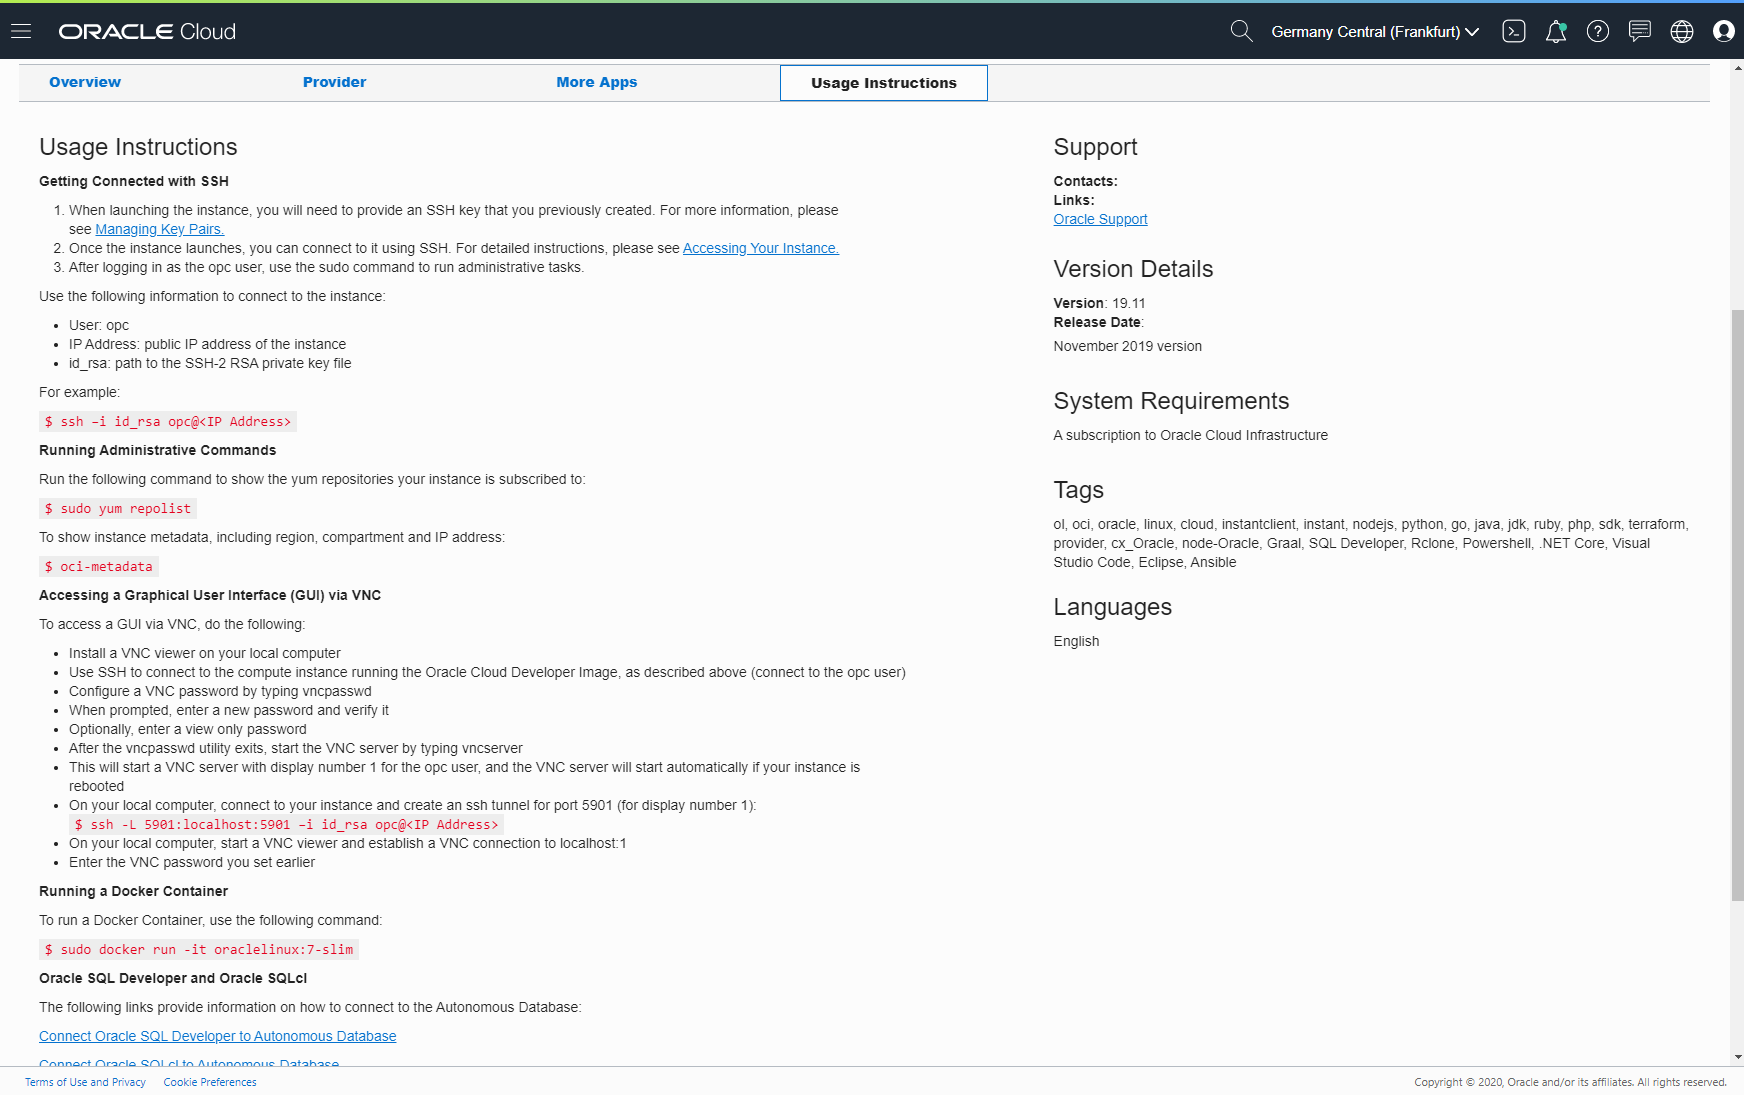 ORACLE Cloud
Germany Central (Frankfurt)
Overview
Provider
More Apps
Usage Instructions
Usage Instructions
Getting Connected with SSH
1. When launching the instance, you will need to provide an SSH key that you previously created. For more information, please
see Managing Key Pairs.
2. Once the instance launches, you can connect to it using SSH. For detailed instructions, please see Accessing Your Instance.
3. After logging in as the opc user, use the sudo command to run administrative tasks.
Use the following information to connect to the instance:
• User: opc
• IP Address: public IP address of the instance
• id_rsa: path to the SSH-2 RSA private key file
For example:
$ ssh –i id_rsa opc@<IP Address>
Running Administrative Commands
Run the following command to show the yum repositories your instance is subscribed to:
$ sudo yum repolist
To show instance metadata, including region, compartment and IP address:
$ oci-metadata
Accessing a Graphical User Interface (GUI) via VNC
To access a GUI via VNC, do the following:
• Install a VNC viewer on your local computer
• Use SSH to connect to the compute instance running the Oracle Cloud Developer Image, as described above (connect to the opc user)
• Configure a VNC password by typing vncpasswd
• When prompted, enter a new password and verify it
• Optionally, enter a view only password
• After the vncpasswd utility exits, start the VNC server by typing vncserver
• This will start a VNC server with display number 1 for the opc user, and the VNC server will start automatically if your instance is
rebooted
• On your local computer, connect to your instance and create an ssh tunnel for port 5901 (for display number 1):
$ ssh -L 5901:localhost:5901 –i id_rsa opc@<IP Address>
• On your local computer, start a VNC viewer and establish a VNC connection to localhost:1
• Enter the VNC password you set earlier
Running a Docker Container
To run a Docker Container, use the following command:
$ sudo docker run -it oraclelinux:7-slim
Oracle SQL Developer and Oracle SQLcl
The following links provide information on how to connect to the Autonomous Database:
Connect Oracle SQL Developer to Autonomous Database
Connect Oracle SQLcl to Autonomous Database
Support
Contacts:
Links:
Oracle Support
Version Details
Version: 19.11
Release Date:
November 2019 version
System Requirements
A subscription to Oracle Cloud Infrastructure
Tags
ol, oci, oracle, linux, cloud, instantclient, instant, nodejs, python, go, java, jdk, ruby, php, sdk, terraform,
provider, cx_Oracle, node-Oracle, Graal, SQL Developer, Rclone, Powershell, .NET Core, Visual
Studio Code, Eclipse, Ansible
Languages
English
Terms of Use and Privacy
Cookie Preferences
Copyright © 2020, Oracle and/or its affiliates. All rights reserved.